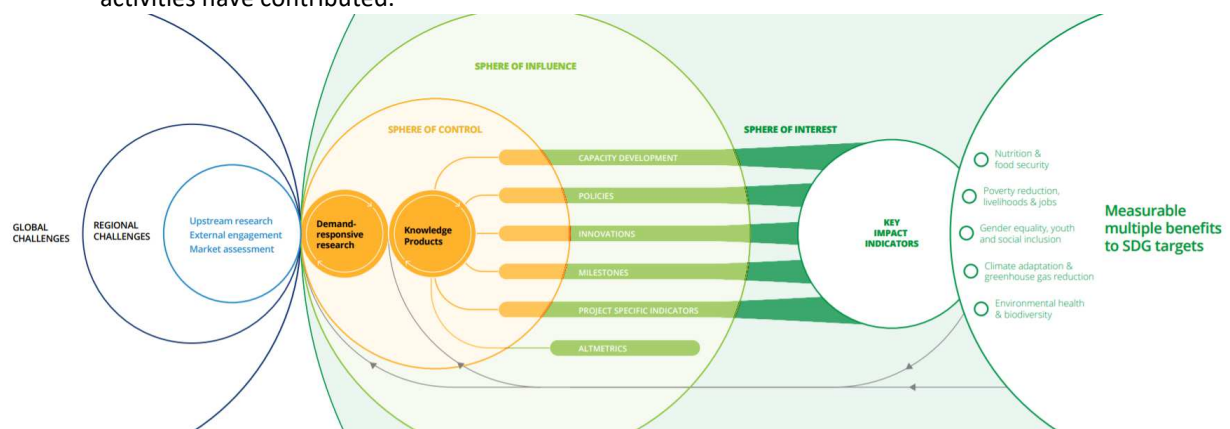 activities have contributed.
SPHERE OF INFLUENCE
SPHERE OF CONTROL
SPHERE OF INTEREST
GLOBAL
CHALLENGES
REGIONAL
CHALLENGES
Upstream research
External engagement
Market assessment
Demand-
responsive
research
Knowledge
Products
CAPACITY DEVELOPMENT
POLICIES
INNOVATIONS
MILESTONES
PROJECT SPECIFIC INDICATORS
ALTMETRICS
KEY
IMPACT
INDICATORS
Nutrition &
food security
Poverty reduction,
livelihoods & jobs
Gender equality, youth
and social inclusion
Climate adaptation &
greenhouse gas reduction
Environmental health
& biodiversity
Measurable
multiple benefits
to SDG targets